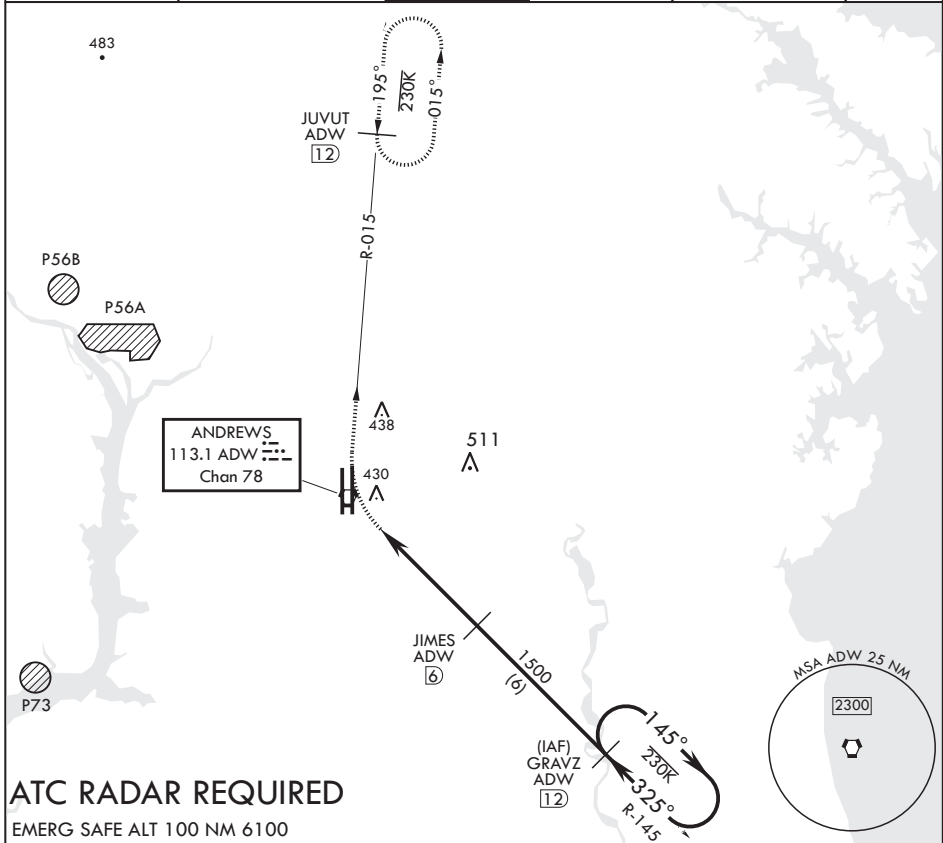 483
195°
230K
015°
JUVUT
ADW
12
R-015
P56B
P56A
438
ANDREWS
113.1 ADW
Chan 78
430
511
JIMES
ADW
6
1500
(6)
P73
MSA ADW 25 NM
2300
(IAF)
GRAVZ
ADW
12
145°
230K
325°
R-145
ATC RADAR REQUIRED
EMERG SAFE ALT 100 NM 6100